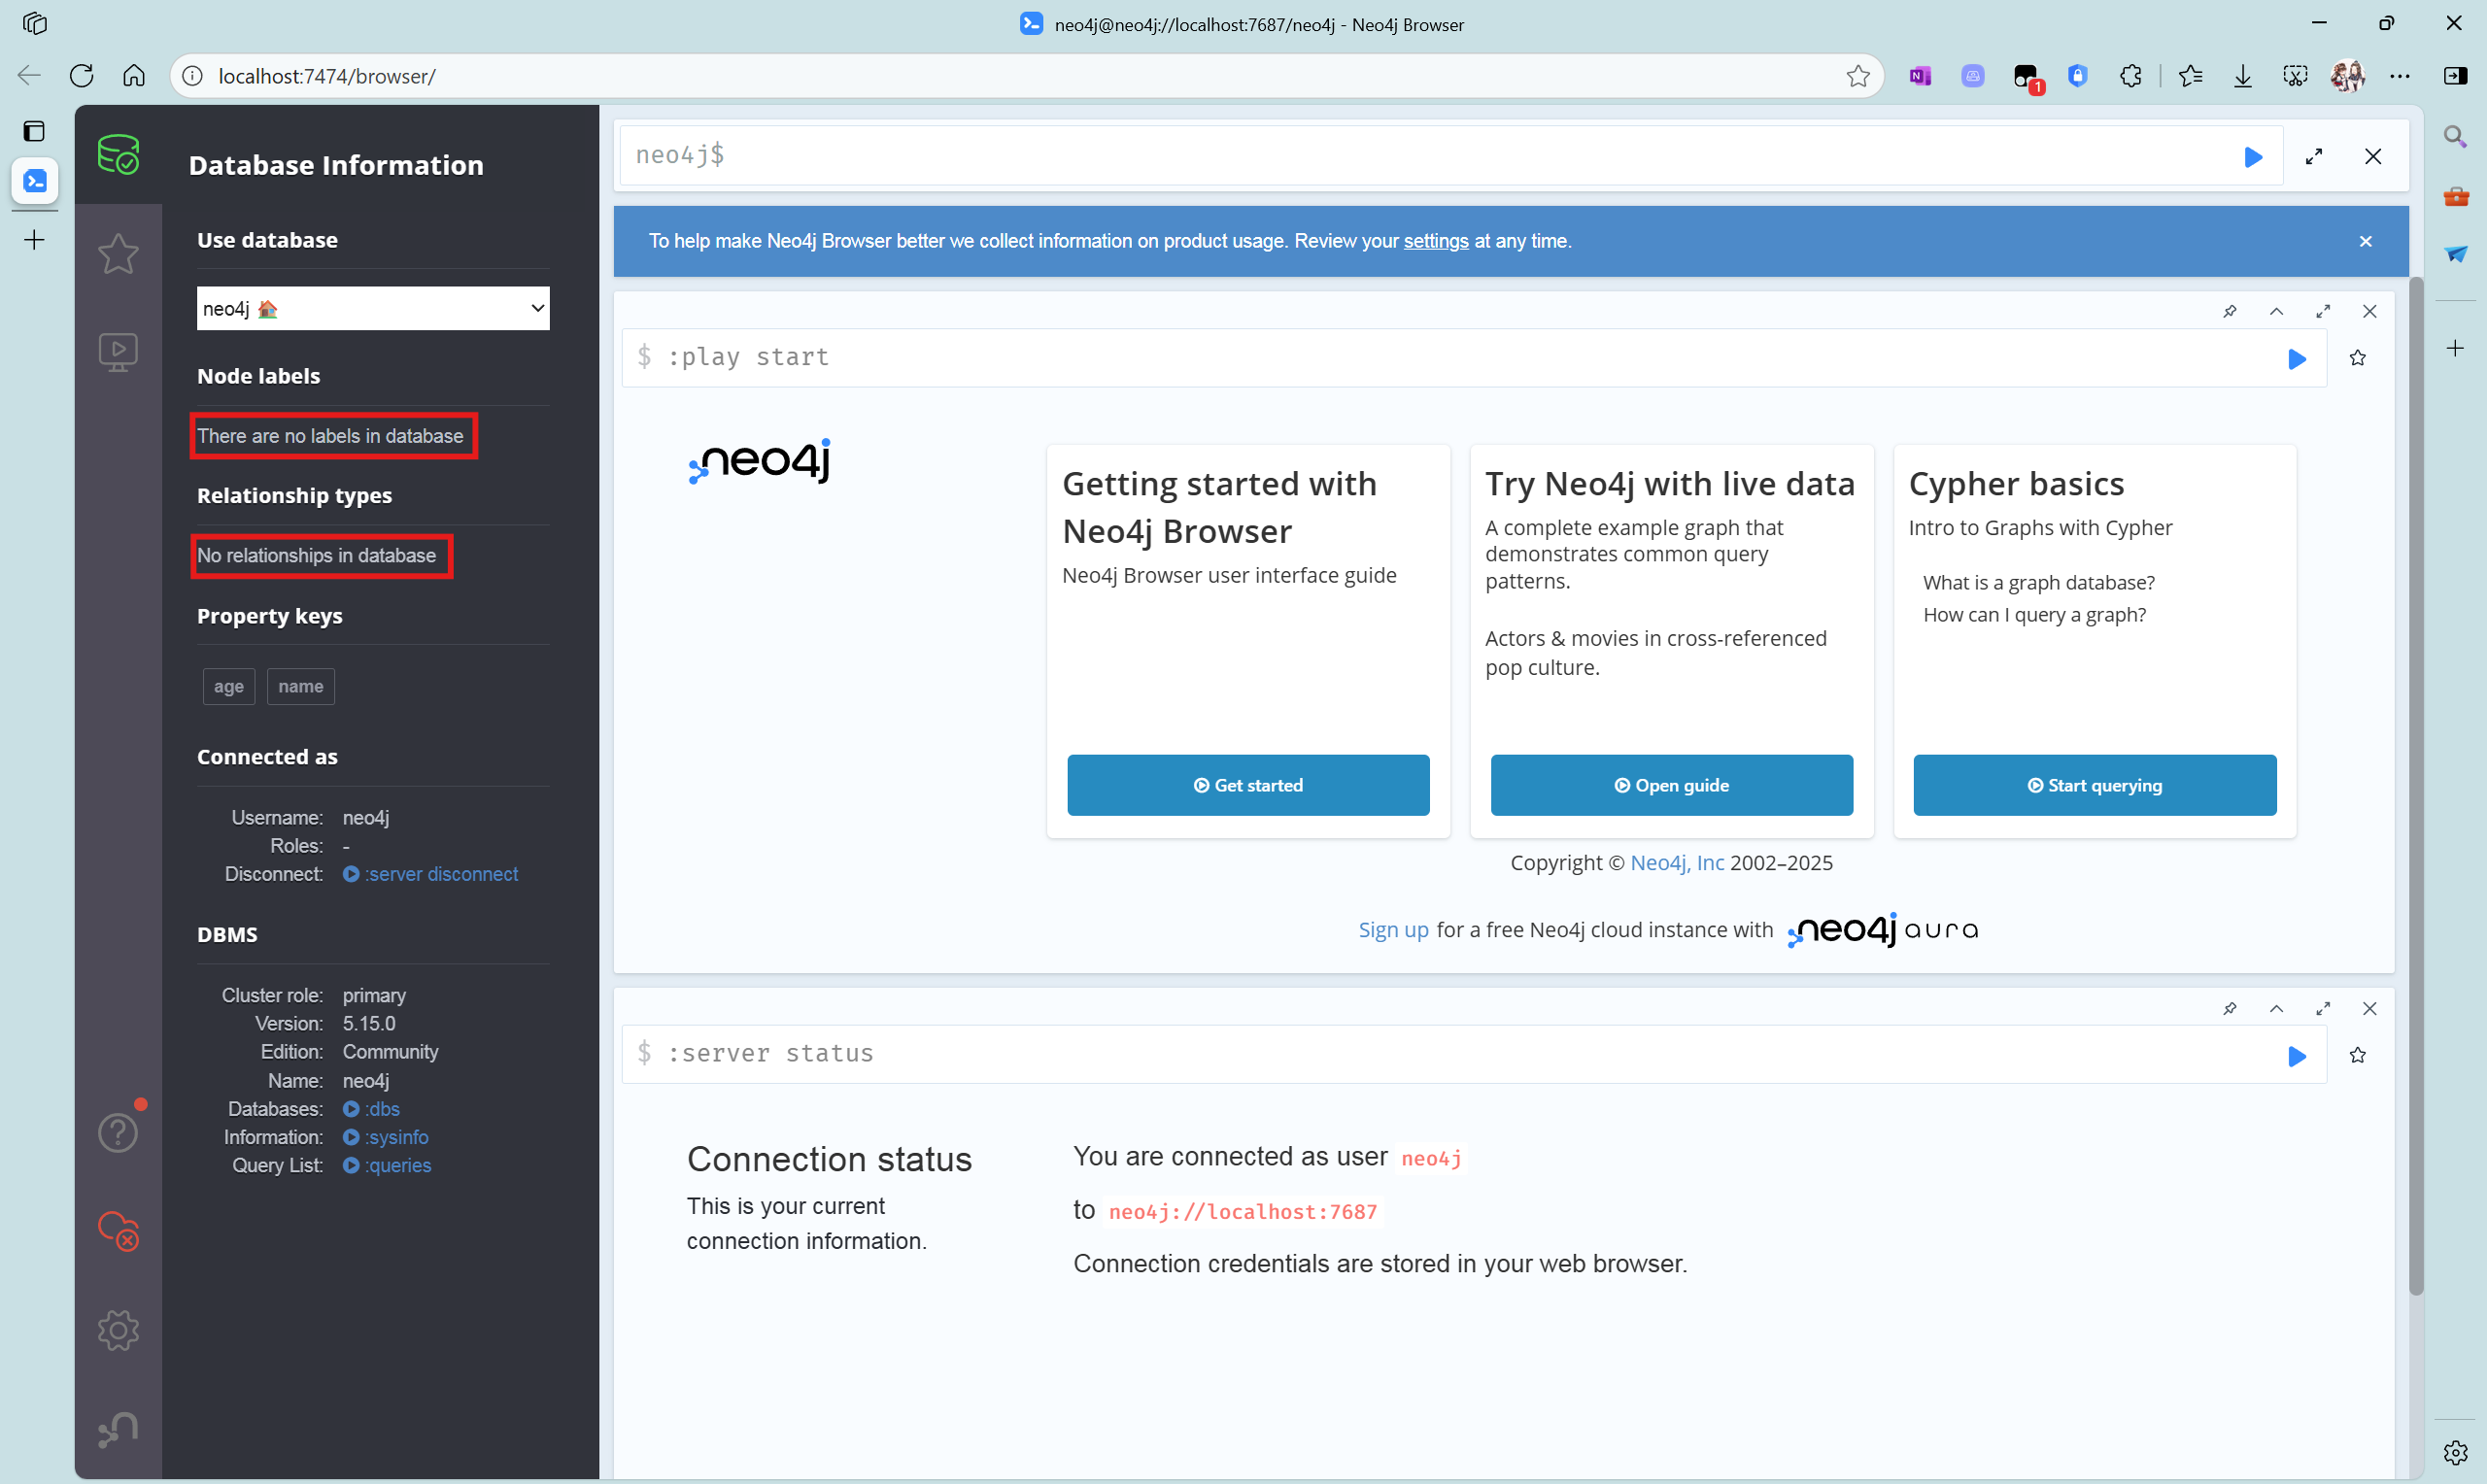 neo4j@neo4j://localhost:7687/neo4j - Neo4j Browser
localhost:7474/browser/
1
Database Information
Use database
neo4j
Node labels
There are no labels in database
Relationship types
No relationships in database
Property keys
age name
Connected as
Username: neo4j
Roles: -
Disconnect: :server disconnect
DBMS
Cluster role: primary
Version: 5.15.0
Edition: Community
Name: neo4j
Databases: :dbs
Information: :sysinfo
Query List: :queries
neo4j$
To help make Neo4j Browser better we collect information on product usage. Review your settings at any time.
$ :play start
neo4j
Getting started with
Neo4j Browser
Neo4j Browser user interface guide
Get started
Try Neo4j with live data
A complete example graph that
demonstrates common query
patterns.
Actors & movies in cross-referenced
pop culture.
Open guide
Cypher basics
Intro to Graphs with Cypher
What is a graph database?
How can I query a graph?
Start querying
Copyright © Neo4j, Inc 2002–2025
Sign up for a free Neo4j cloud instance with neo4j aura
$ :server status
Connection status
This is your current
connection information.
You are connected as user neo4j
to neo4j://localhost:7687
Connection credentials are stored in your web browser.